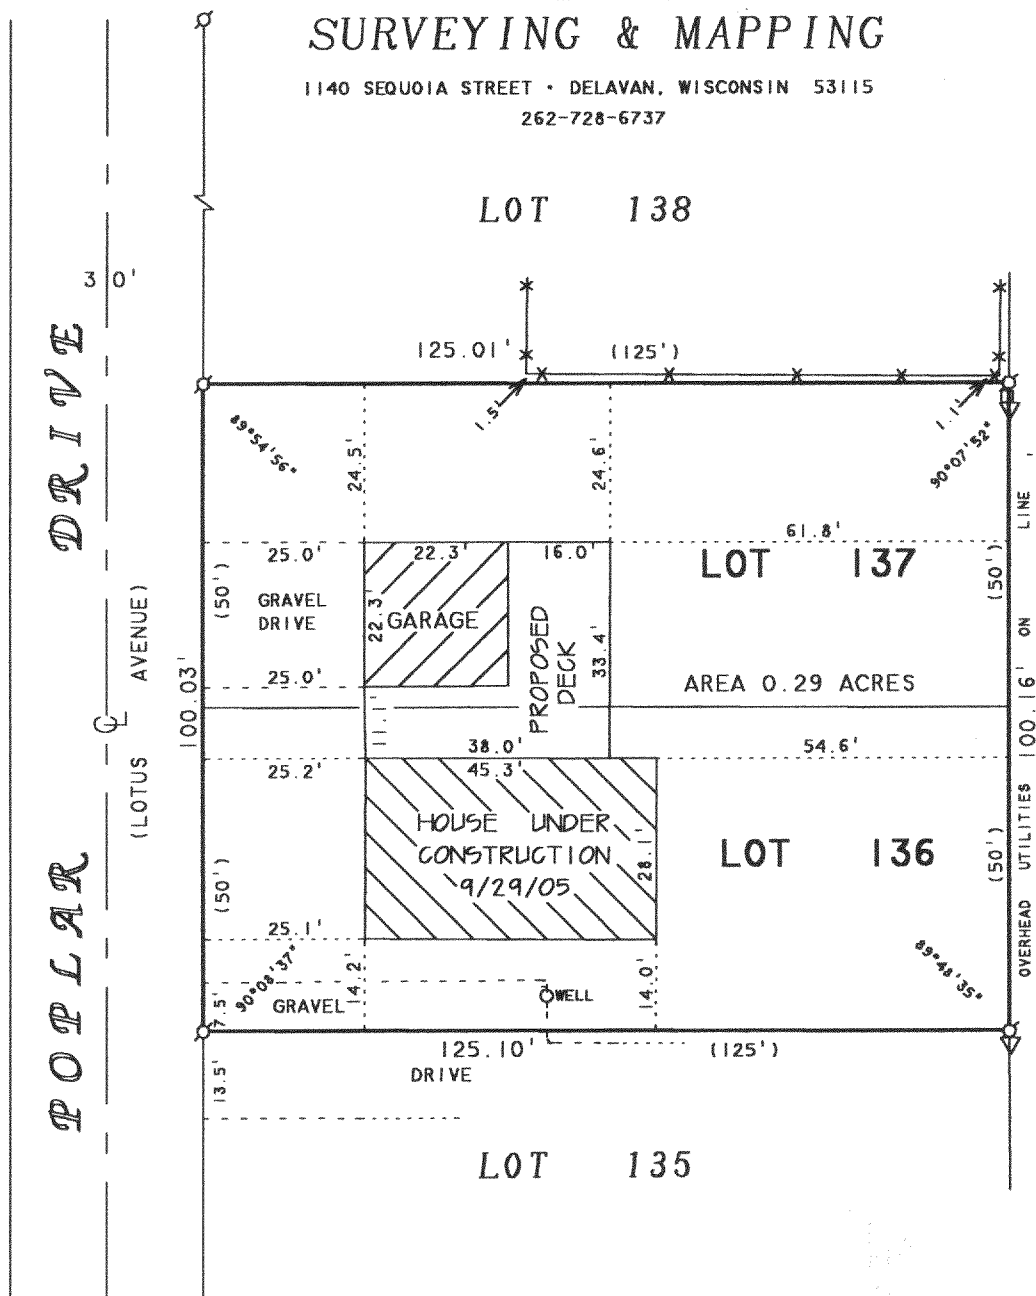 SURVEYING & MAPPING
1140 SEQUOIA STREET • DELAVAN, WISCONSIN 53115
262-728-6737
LOT 138
30'
125.01' (125')
1.5'
1.1'
89°54'56"
90°07'52"
24.5'
24.6'
61.8'
25.0'
22.3'
16.0'
LOT 137
(50')
(50')
GRAVEL
DRIVE
22.3'
GARAGE
PROPOSED
DECK
33.4'
25.0'
AREA 0.29 ACRES
100.03'
11.1'
38.0'
54.6'
25.2'
45.3'
HOUSE UNDER
CONSTRUCTION
9/29/05
28.1'
LOT 136
(50')
(50')
25.1'
90°08'37"
89°48'35"
14.2'
14.0'
GRAVEL
WELL
7.5'
125.10' (125')
DRIVE
13.5'
LOT 135
POPLAR DRIVE
(LOTUS AVENUE)
CL
OVERHEAD UTILITIES 100.16' ON LINE